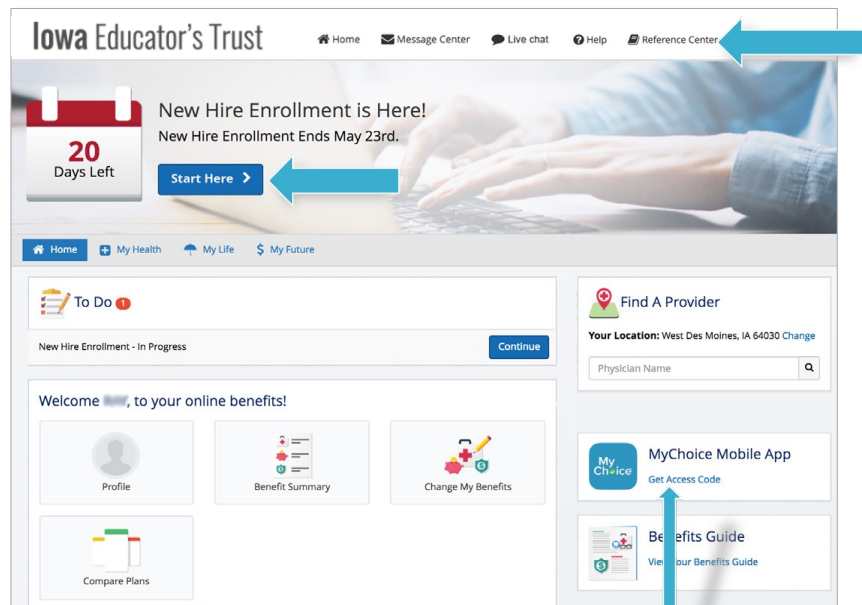 Iowa Educator's Trust
Home Message Center Live chat Help Reference Center
New Hire Enrollment is Here!
New Hire Enrollment Ends May 23rd.
20
Days Left
Start Here
Home My Health My Life $ My Future
To Do 1
New Hire Enrollment - In Progress Continue
Find A Provider
Your Location: West Des Moines, IA 64030 Change
Physician Name
Welcome , to your online benefits!
Profile
Benefit Summary
Change My Benefits
Compare Plans
My
Choice
MyChoice Mobile App
Get Access Code
Benefits Guide
View Your Benefits Guide